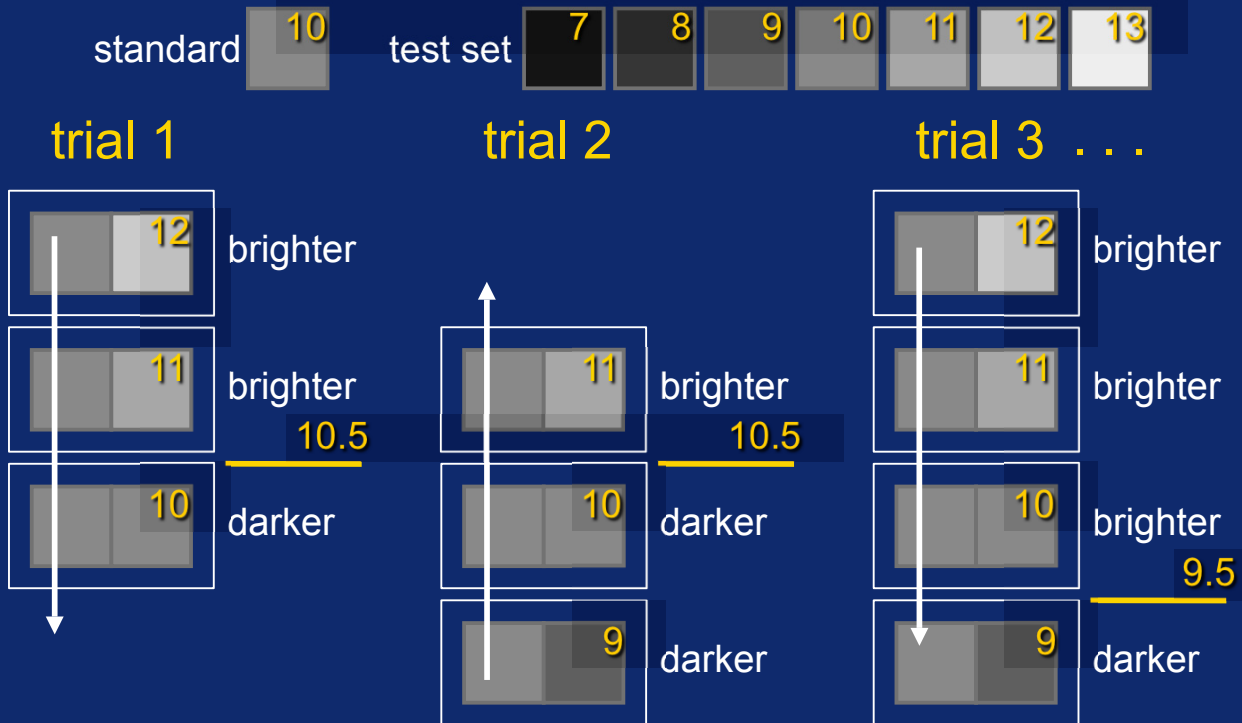 standard 10 test set 7 8 9 10 11 12 13
trial 1
12 brighter
11 brighter
10.5
10 darker
trial 2
11 brighter
10.5
10 darker
9 darker
trial 3 . . .
12 brighter
11 brighter
10 brighter
9.5
9 darker